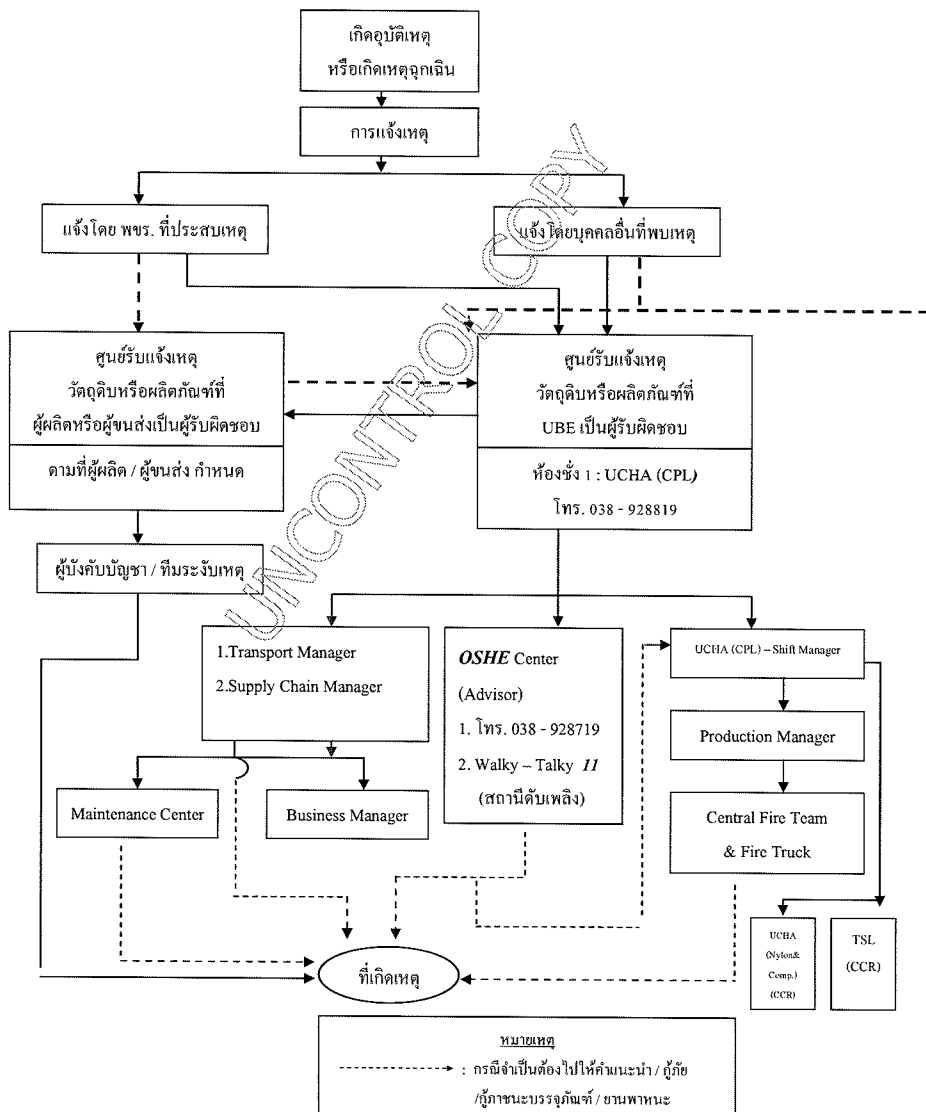 เกิดอุบัติเหตุ
หรือเกิดเหตุฉุกเฉิน
การแจ้งเหตุ
แจ้งโดย พขร. ที่ประสบเหตุ
แจ้งโดยบุคคลอื่นที่พบเหตุ
ศูนย์รับแจ้งเหตุ
วัตถุดิบหรือผลิตภัณฑ์ที่
ผู้ผลิตหรือผู้ขนส่งเป็นผู้รับผิดชอบ
ตามที่ผู้ผลิต / ผู้ขนส่ง กำหนด
ศูนย์รับแจ้งเหตุ
วัตถุดิบหรือผลิตภัณฑ์ที่
UBE เป็นผู้รับผิดชอบ
ห้องชั่ง 1 : UCHA (CPL)
โทร. 038 - 928819
ผู้บังคับบัญชา / ทีมระงับเหตุ
UNCONTROL COPY
1.Transport Manager
2.Supply Chain Manager
OSHE Center
(Advisor)
1. โทร. 038 - 928719
2. Walky – Talky 11
(สถานีดับเพลิง)
UCHA (CPL) – Shift Manager
Production Manager
Central Fire Team
& Fire Truck
Maintenance Center
Business Manager
UCHA
(Nylon&
Comp.)
(CCR)
TSL
(CCR)
ที่เกิดเหตุ
หมายเหตุ
: กรณีจำเป็นต้องไปให้คำแนะนำ / กู้ภัย
/กู้ภาชนะบรรจุภัณฑ์ / ยานพาหนะ